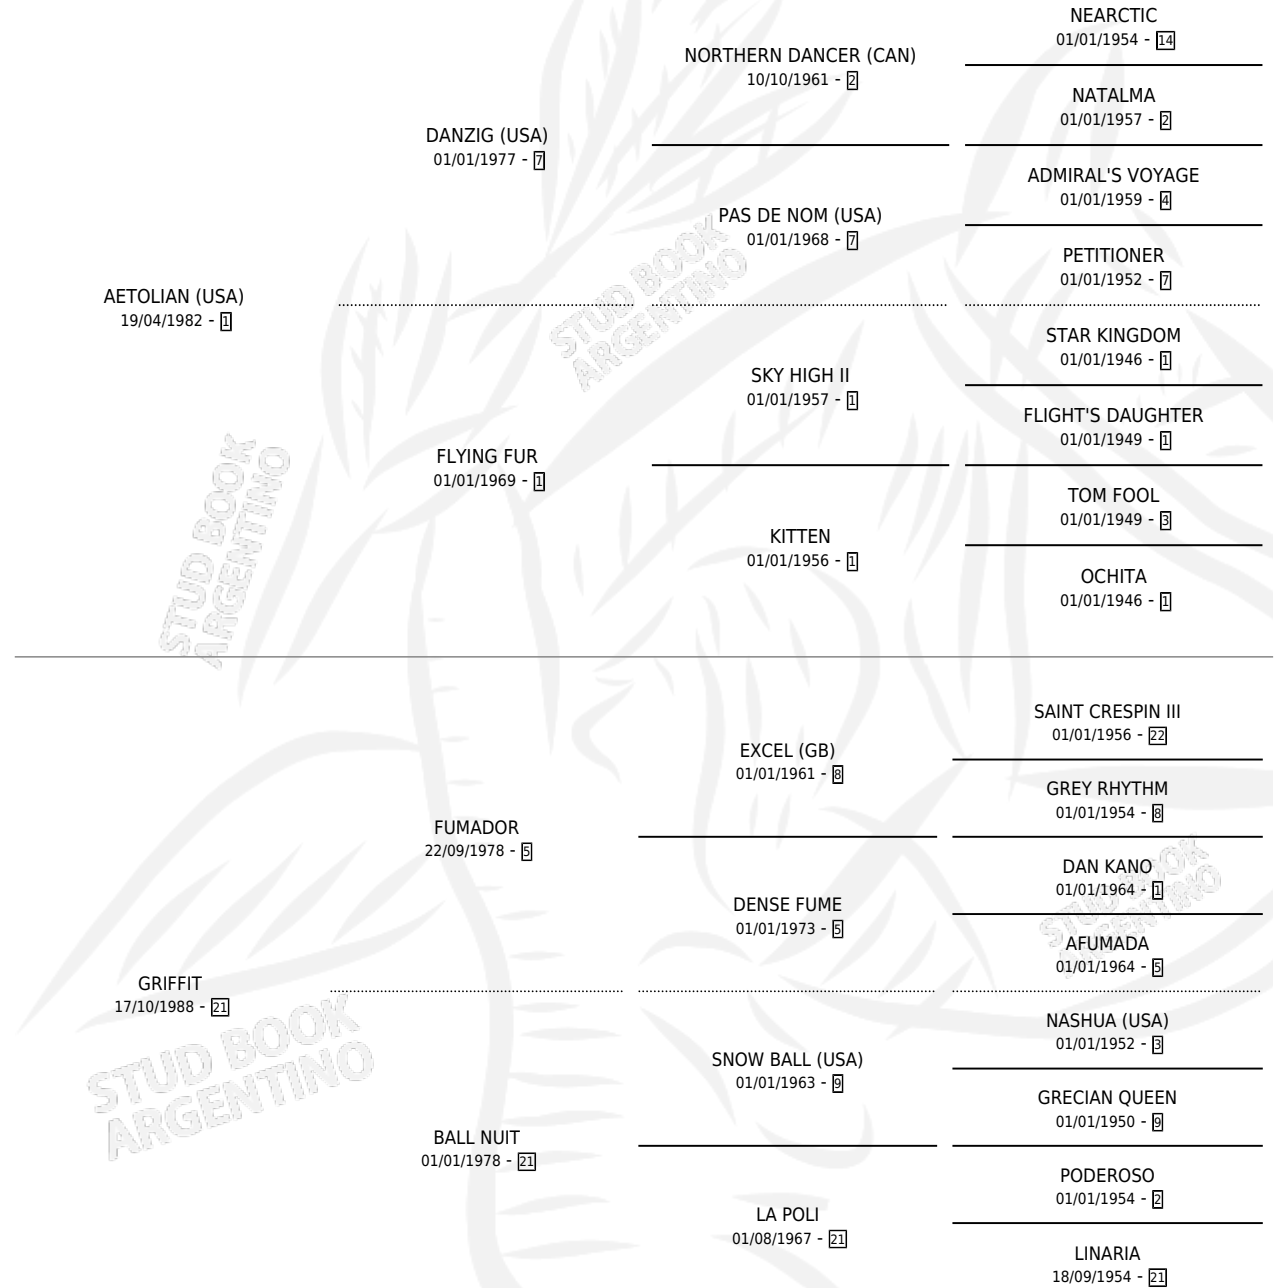 NEARCTIC
01/01/1954 - 14
NORTHERN DANCER (CAN)
10/10/1961 - 2
NATALMA
01/01/1957 - 2
DANZIG (USA)
01/01/1977 - 7
ADMIRAL'S VOYAGE
01/01/1959 - 4
PAS DE NOM (USA)
01/01/1968 - 7
PETITIONER
01/01/1952 - 7
AETOLIAN (USA)
19/04/1982 - 1
STUD BOOK
ARGENTINO
STAR KINGDOM
01/01/1946 - 1
SKY HIGH II
01/01/1957 - 1
FLIGHT'S DAUGHTER
01/01/1949 - 1
FLYING FUR
01/01/1969 - 1
TOM FOOL
01/01/1949 - 3
KITTEN
01/01/1956 - 1
OCHITA
01/01/1946 - 1
STUD BOOK
ARGENTINO
SAINT CRESPIN III
01/01/1956 - 22
EXCEL (GB)
01/01/1961 - 8
GREY RHYTHM
01/01/1954 - 8
FUMADOR
22/09/1978 - 5
DAN KANO
01/01/1964 - 1
DENSE FUME
01/01/1973 - 5
AFUMADA
01/01/1964 - 5
STUD BOOK
ARGENTINO
GRIFFIT
17/10/1988 - 21
NASHUA (USA)
01/01/1952 - 3
SNOW BALL (USA)
01/01/1963 - 9
GRECIAN QUEEN
01/01/1950 - 9
STUD BOOK
ARGENTINO
BALL NUIT
01/01/1978 - 21
PODEROSO
01/01/1954 - 2
LA POLI
01/08/1967 - 21
LINARIA
18/09/1954 - 21